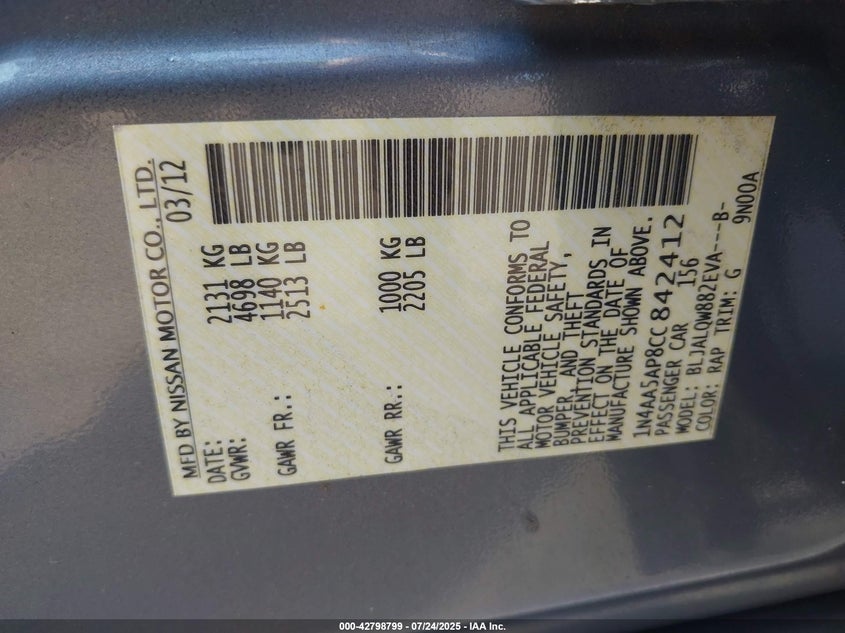 MFD BY NISSAN MOTOR CO., LTD.
DATE: 03/12
GVWR: 2131 KG
4698 LB
GAWR FR.: 1140 KG
2513 LB
GAWR RR.: 1000 KG
2205 LB
THIS VEHICLE CONFORMS TO
ALL APPLICABLE FEDERAL
MOTOR VEHICLE SAFETY,
BUMPER, AND THEFT
PREVENTION STANDARDS IN
EFFECT ON THE DATE OF
MANUFACTURE SHOWN ABOVE.
1N4AA5AP8CC842412
PASSENGER CAR 156
MODEL: BLJALQW882EVA----B-
COLOR: RAP TRIM: G 9N00A
000-42798799 - 07/24/2025 - IAA Inc.